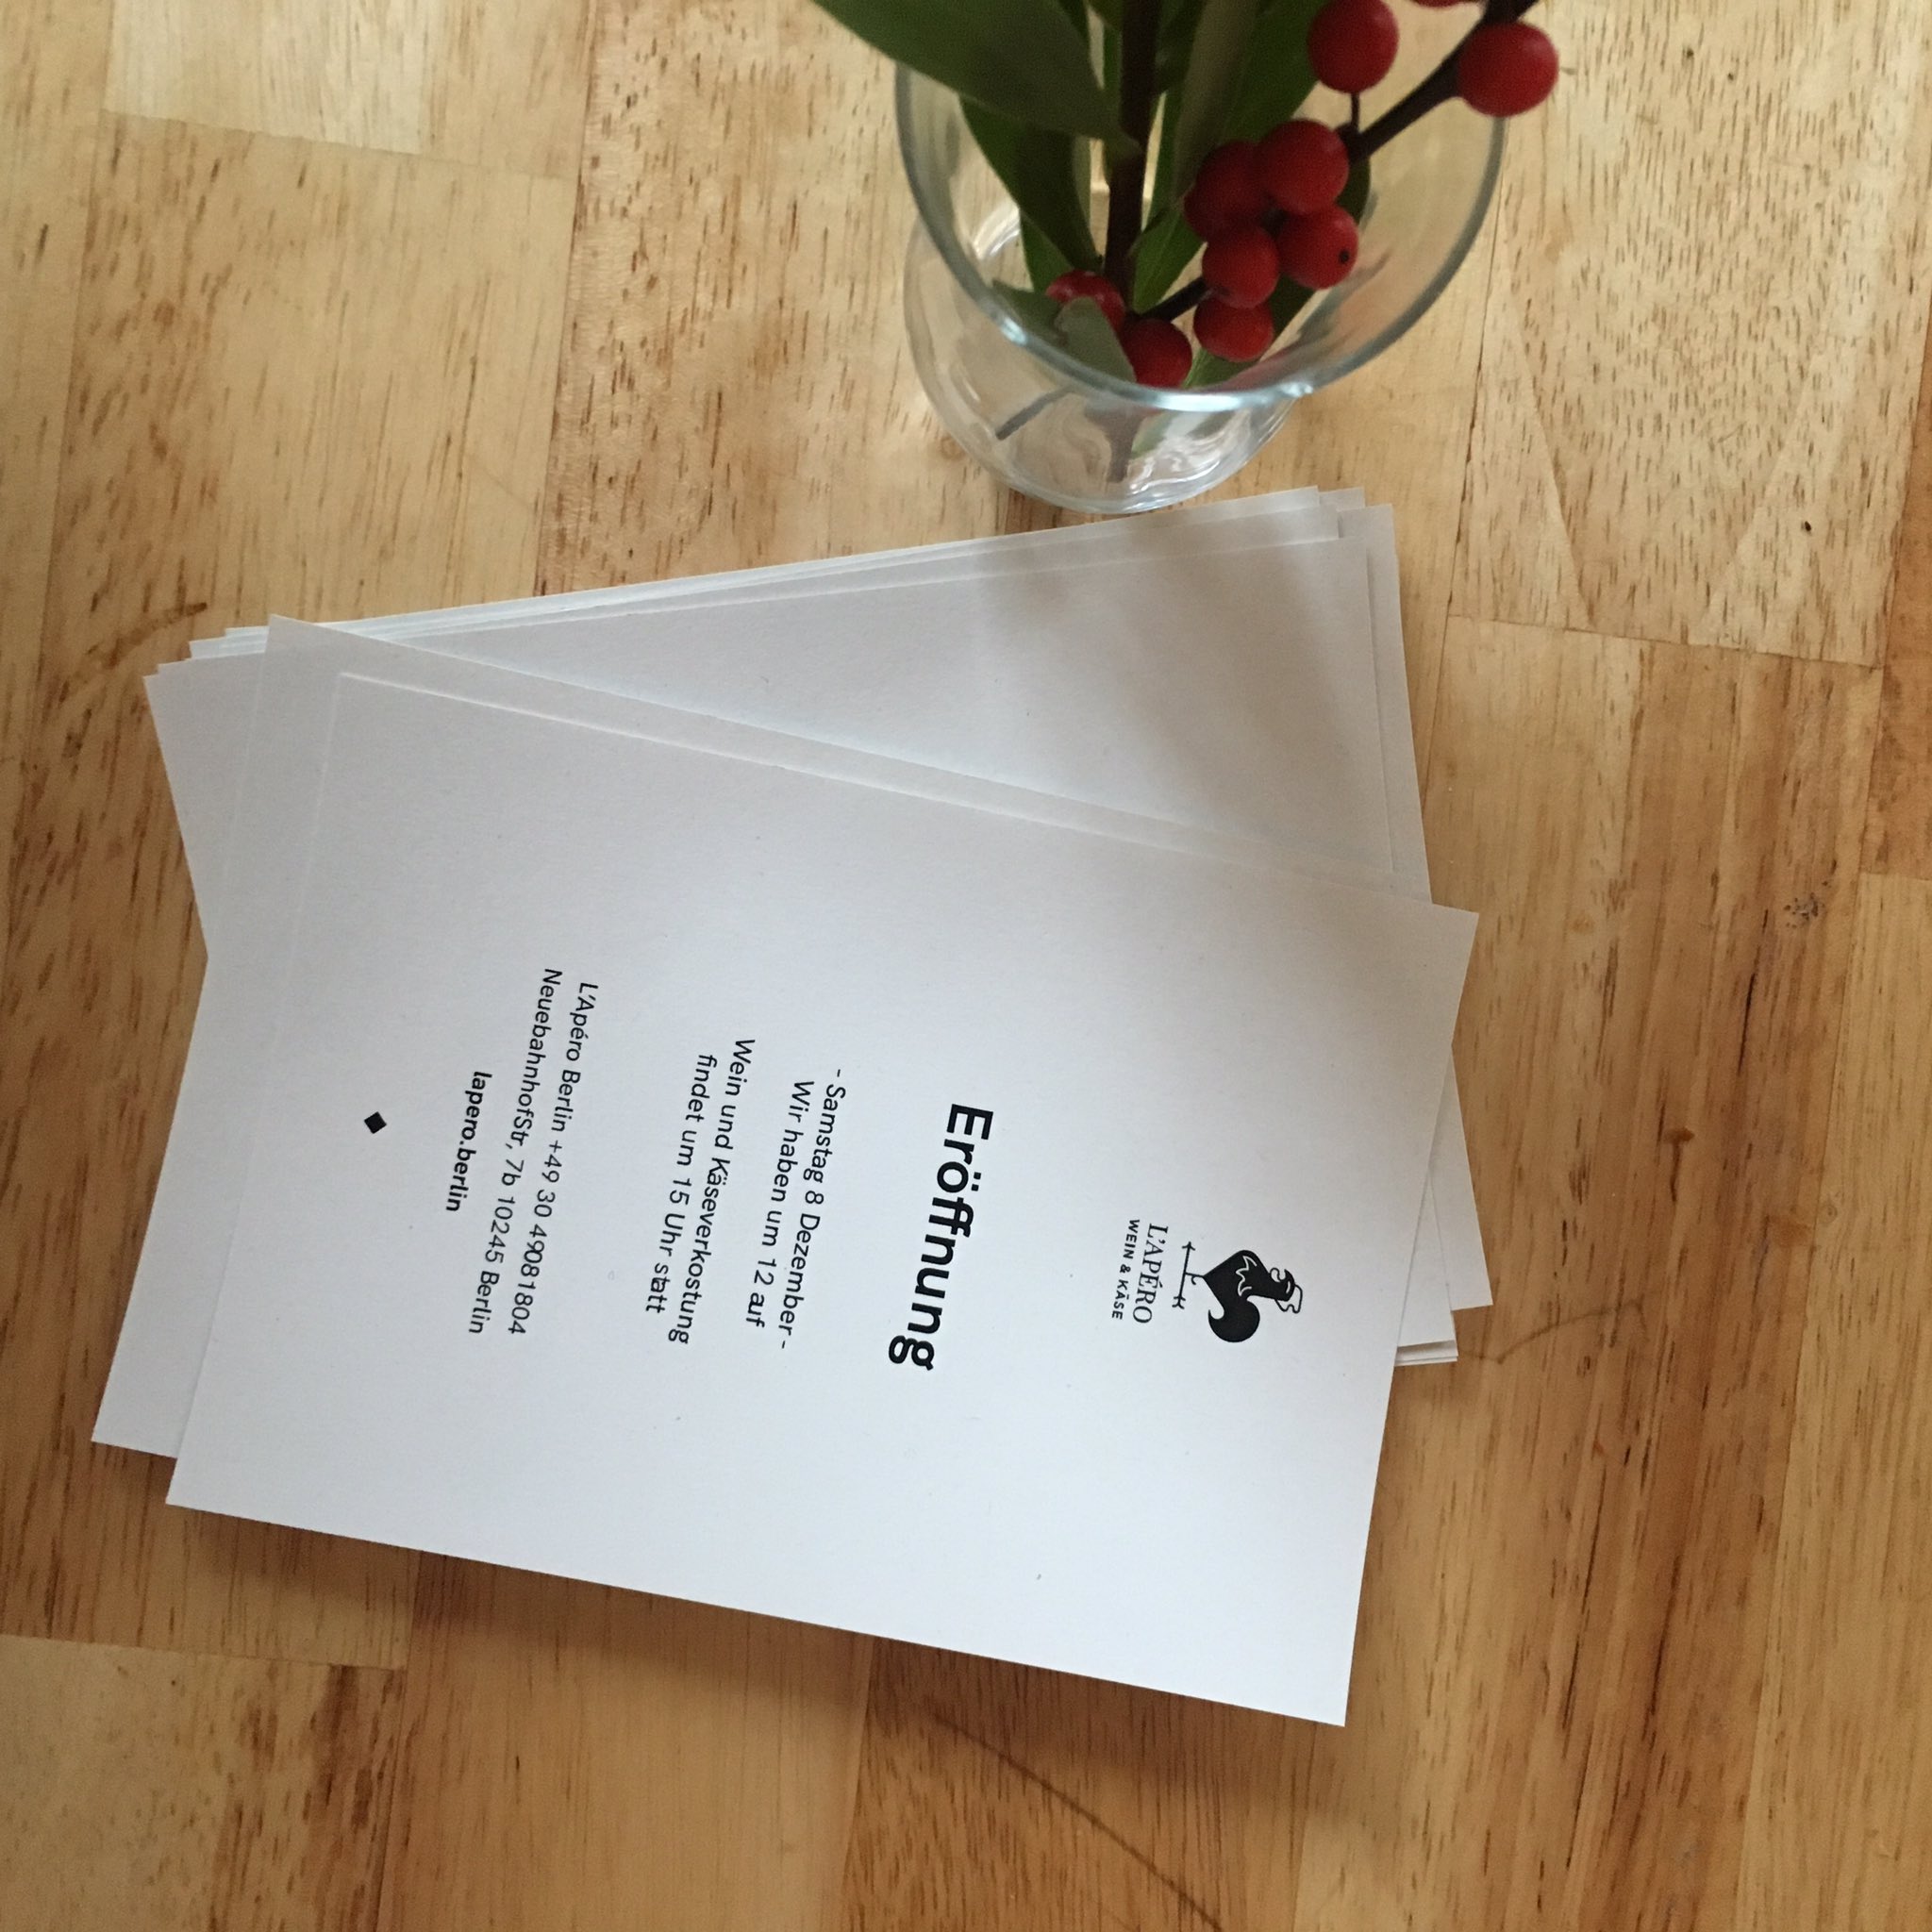 L'APÉRO
WEIN & KÄSE
Eröffnung
- Samstag 8 Dezember -
Wir haben um 12 auf
Wein und Käseverkostung
findet um 15 Uhr statt
L'Apéro Berlin +49 30 49081804
NeuebahnhofStr, 7b 10245 Berlin
lapero.berlin